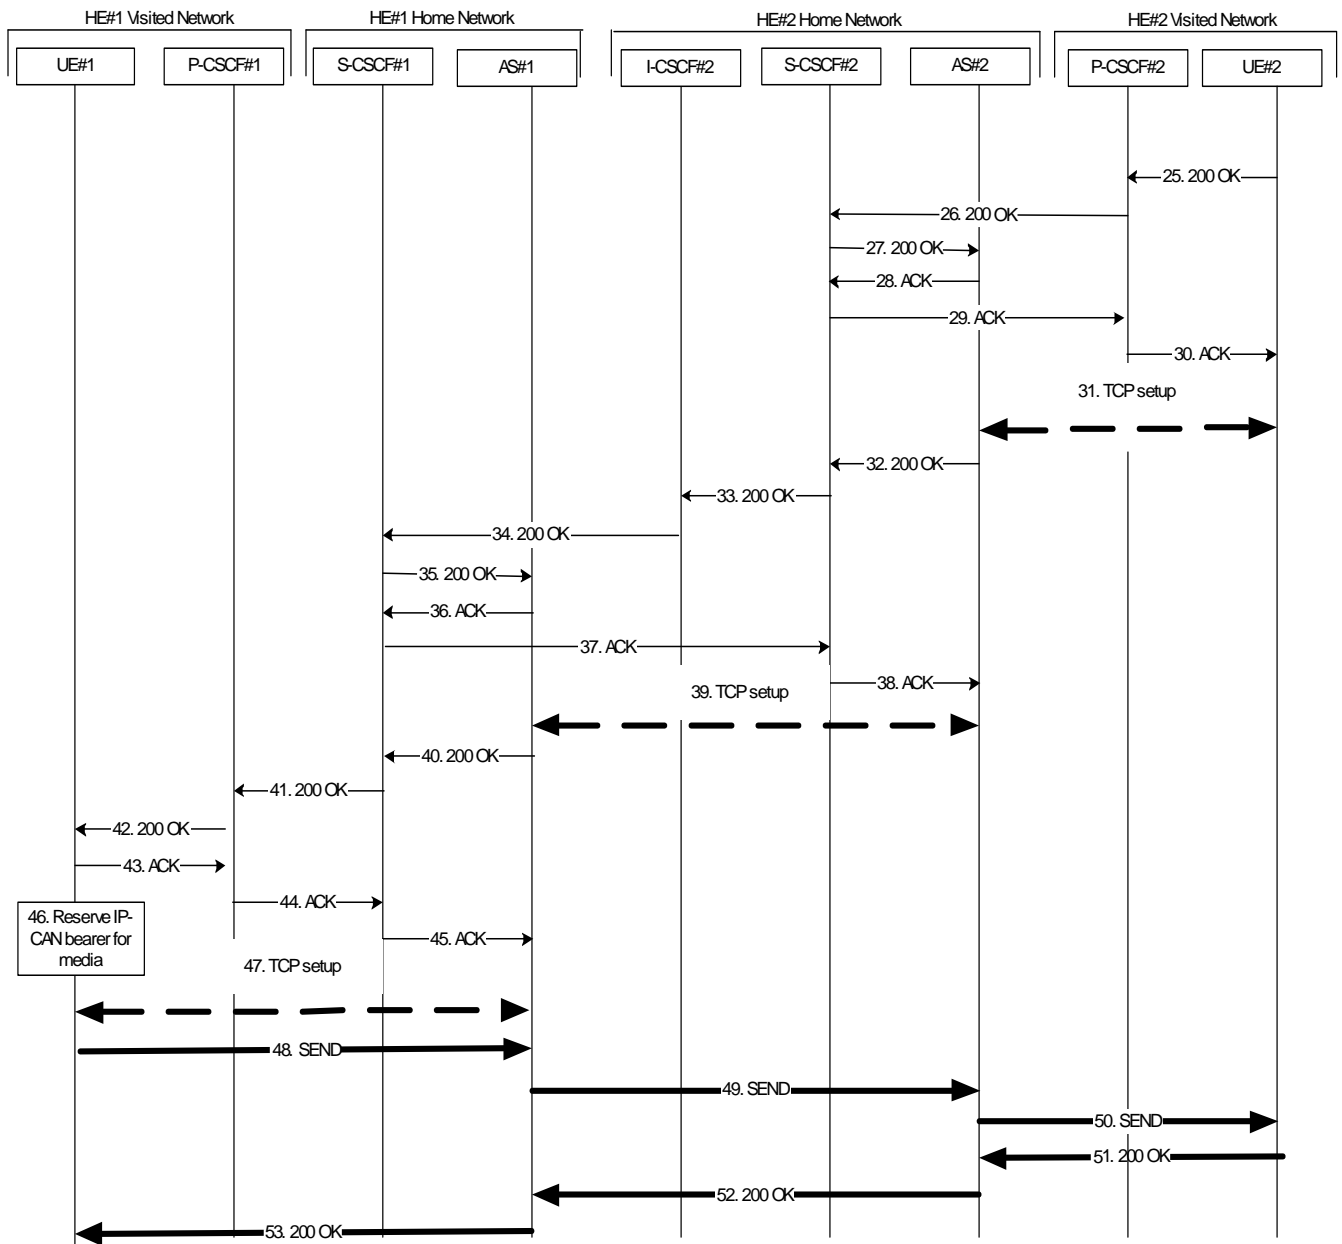 HE#1 Visited Network
HE#1 Home Network
HE#2 Home Network
HE#2 Visited Network
UE#1
P-CSCF#1
S-CSCF#1
AS#1
I-CSCF#2
S-CSCF#2
AS#2
P-CSCF#2
UE#2
25. 200 OK
26. 200 OK
27. 200 OK
28. ACK
29. ACK
30. ACK
31. TCP setup
32. 200 OK
33. 200 OK
34. 200 OK
35. 200 OK
36. ACK
37. ACK
38. ACK
39. TCP setup
40. 200 OK
41. 200 OK
42. 200 OK
43. ACK
44. ACK
45. ACK
46. Reserve IP-
CAN bearer for
media
47. TCP setup
48. SEND
49. SEND
50. SEND
51. 200 OK
52. 200 OK
53. 200 OK